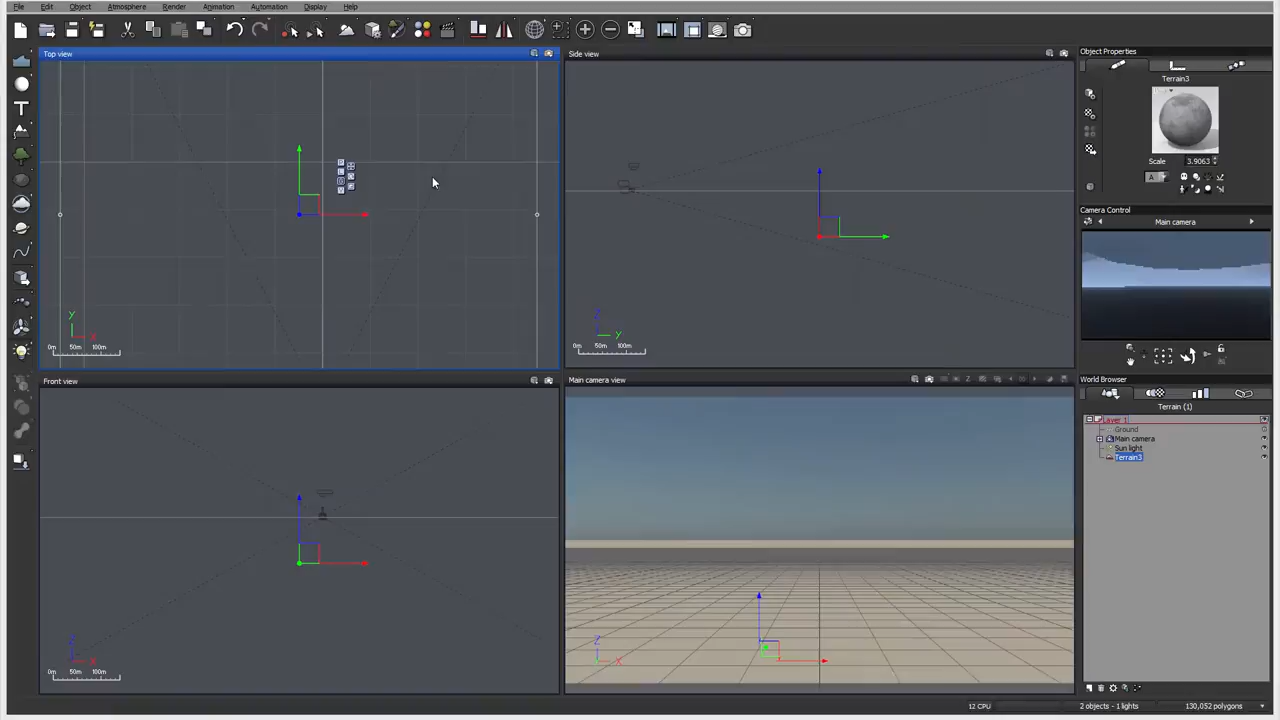 File Edit Object Atmosphere Render Animation Automation Display Help
Top view
Side view
Object Properties
Terrain3
Scale 3.9063
A
Camera Control
Main camera
Y
X
0m 50m 100m
Z
Y
0m 50m 100m
Front view
Main camera view
World Browser
Terrain (1)
Layer 1
Ground
Main camera
Sun light
Terrain3
Z
X
0m 50m 100m
Z
X
12 CPU 2 objects - 1 lights 130,052 polygons